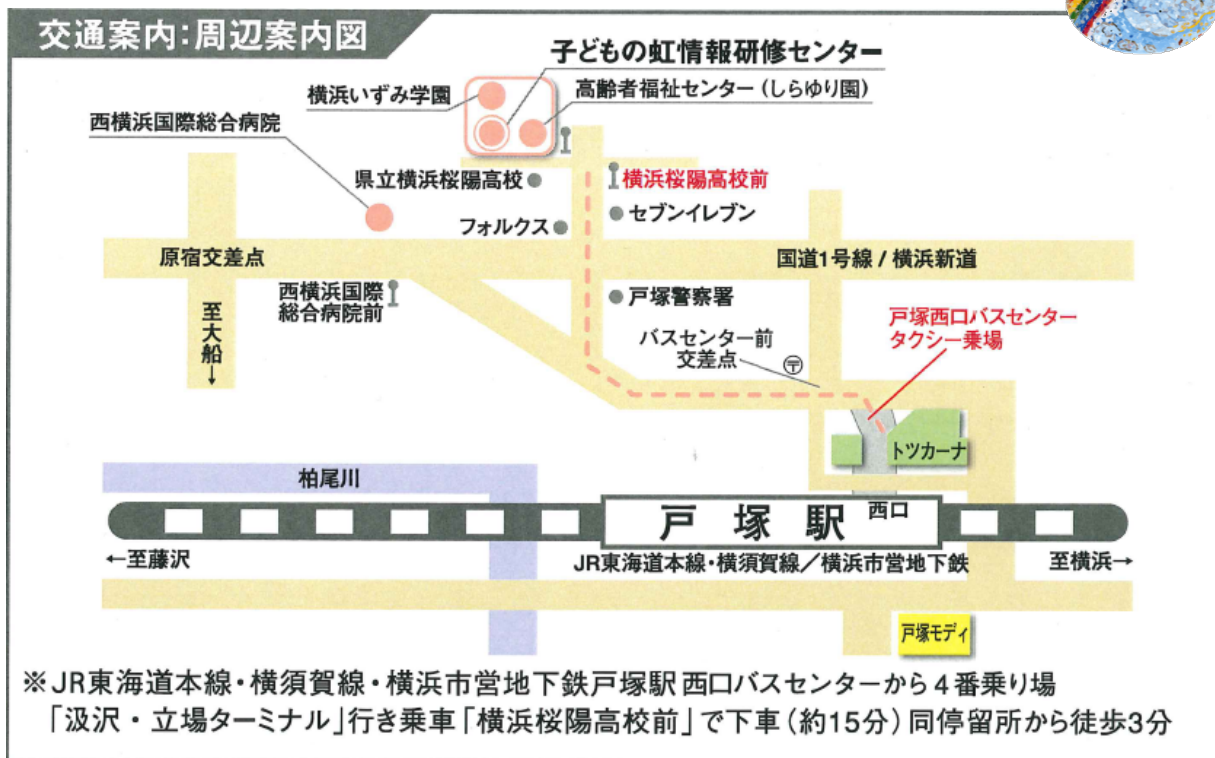 交通案内:周辺案内図
子どもの虹情報研修センター
横浜いずみ学園
高齢者福祉センター（しらゆり園）
西横浜国際総合病院
県立横浜桜陽高校
横浜桜陽高校前
フォルクス
セブンイレブン
原宿交差点
国道1号線 / 横浜新道
西横浜国際
総合病院前
戸塚警察署
至大船→
戸塚西口バスセンター
タクシー乗場
バスセンター前
交差点
〒
トツカーナ
柏尾川
戸塚駅
西口
←至藤沢
JR東海道本線・横須賀線／横浜市営地下鉄
至横浜→
戸塚モディ
※JR東海道本線・横須賀線・横浜市営地下鉄戸塚駅西口バスセンターから４番乗り場
「汲沢・立場ターミナル」行き乗車「横浜桜陽高校前」で下車（約15分）同停留所から徒歩3分